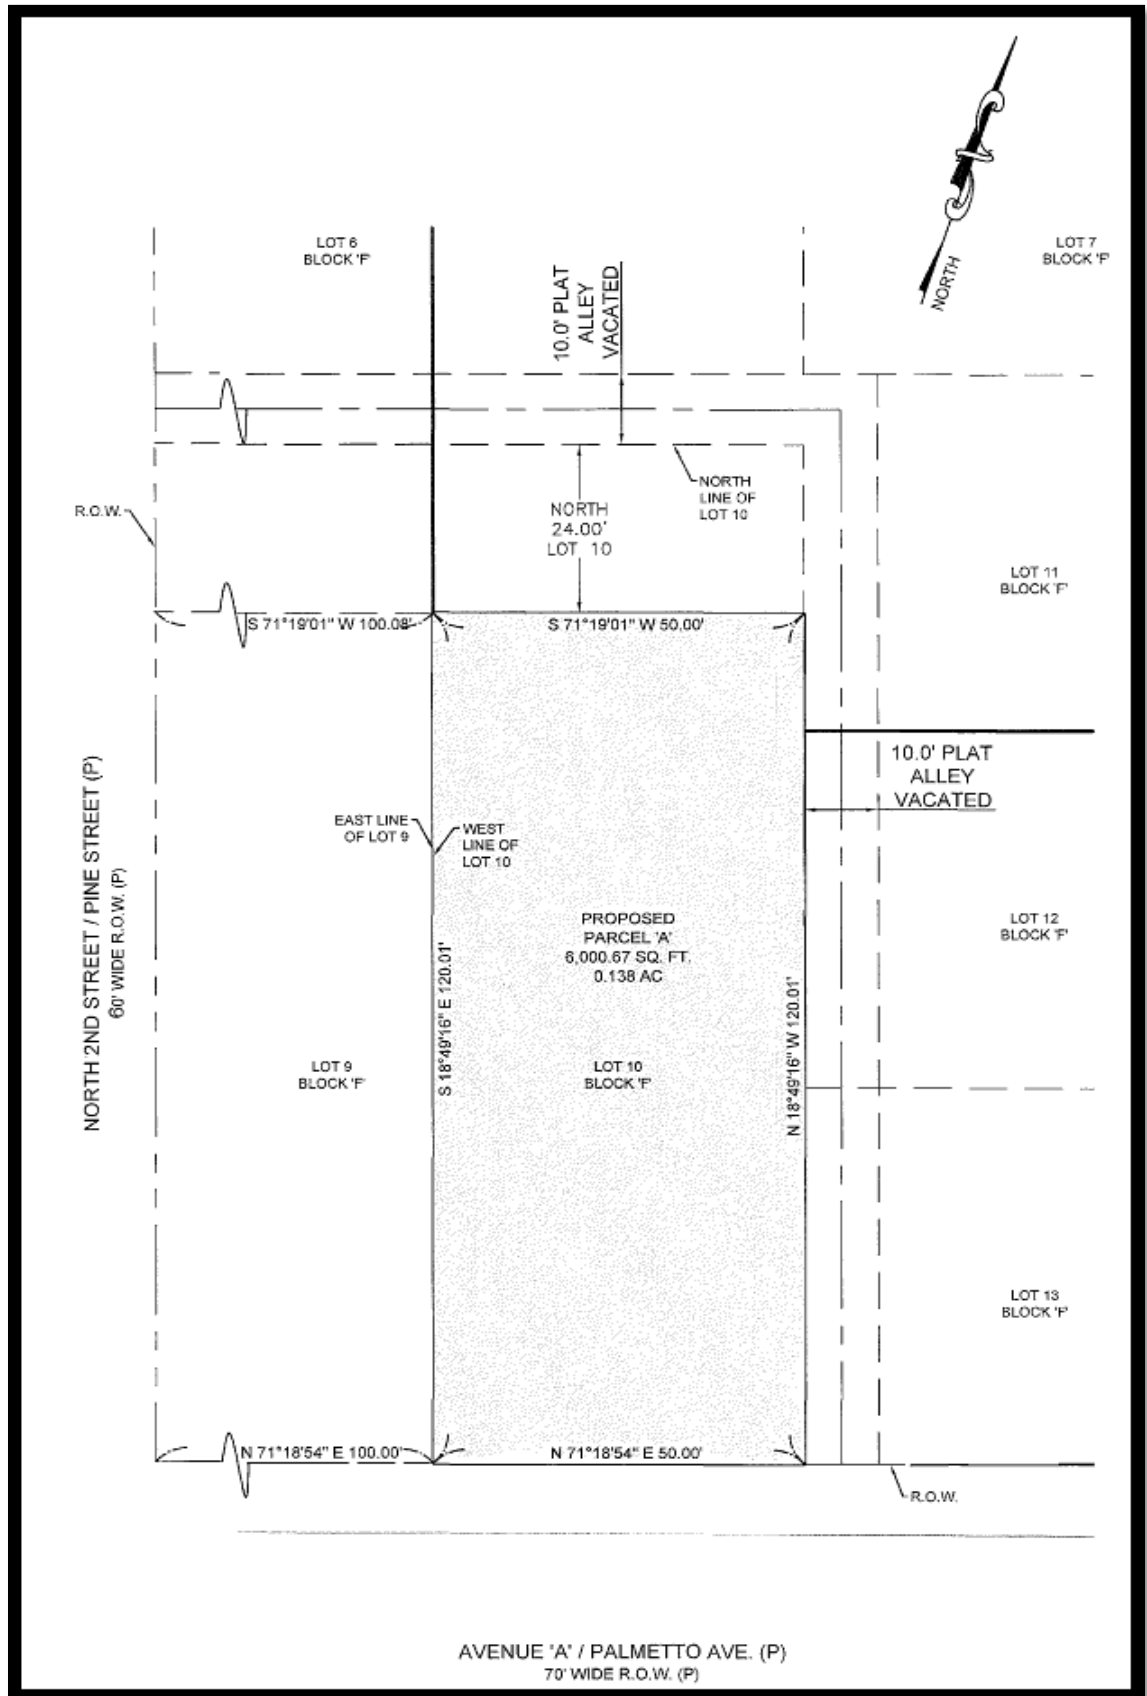 NORTH
LOT 6
BLOCK 'F'
10.0' PLAT
ALLEY
VACATED
LOT 7
BLOCK 'F'
NORTH
LINE OF
LOT 10
R.O.W.
NORTH
24.00'
LOT 10
LOT 11
BLOCK 'F'
S 71°19'01" W 100.08'
S 71°19'01" W 50.00'
10.0' PLAT
ALLEY
VACATED
EAST LINE
OF LOT 9
WEST
LINE OF
LOT 10
NORTH 2ND STREET / PINE STREET (P)
60' WIDE R.O.W. (P)
PROPOSED
PARCEL 'A'
6,000.67 SQ. FT.
0.138 AC
LOT 12
BLOCK 'F'
S 18°49'16" E 120.01'
N 18°49'16" W 120.01'
LOT 9
BLOCK 'F'
LOT 10
BLOCK 'F'
LOT 13
BLOCK 'F'
N 71°18'54" E 100.00'
N 71°18'54" E 50.00'
R.O.W.
AVENUE 'A' / PALMETTO AVE. (P)
70' WIDE R.O.W. (P)